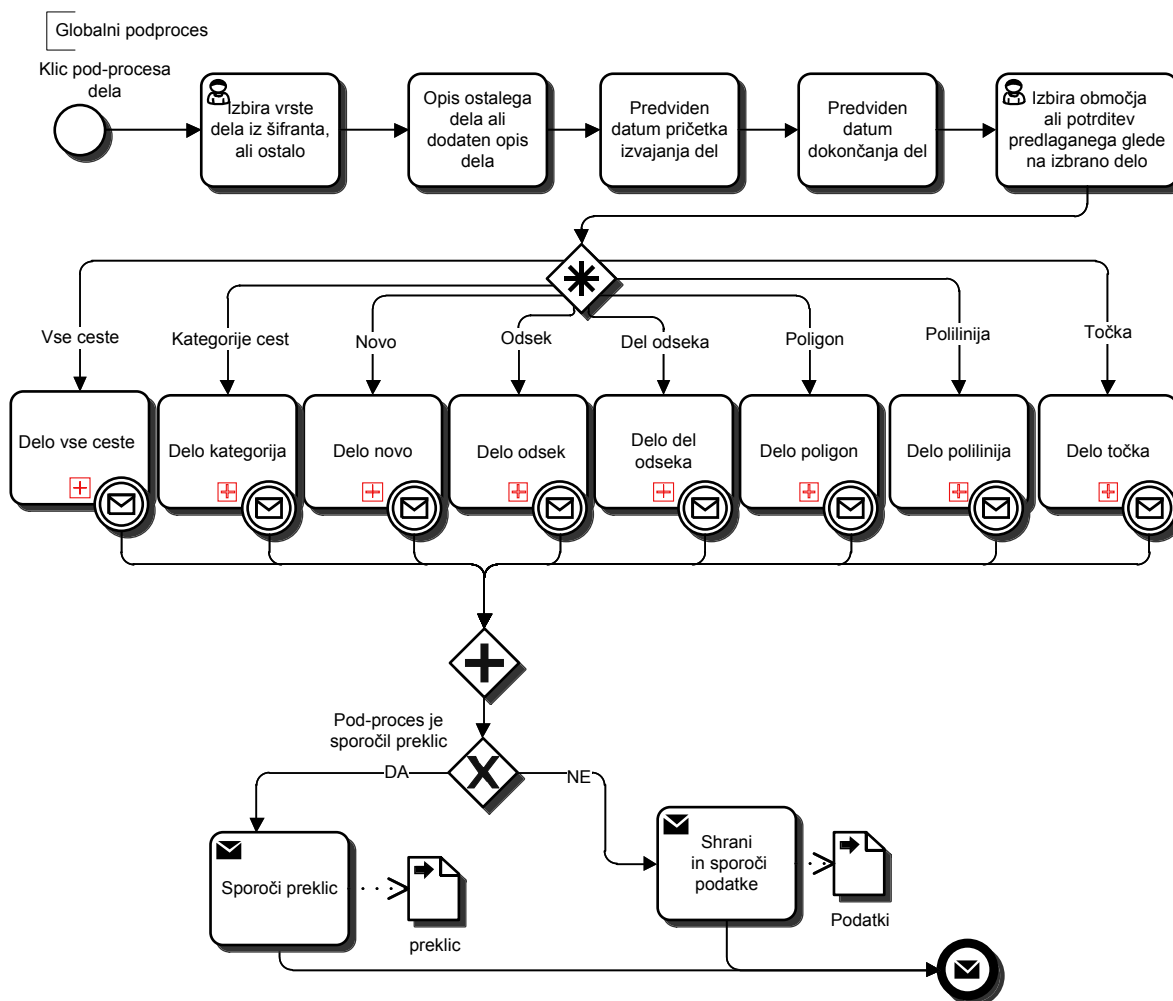 Globalni podproces
Klic pod-procesa
dela
Izbira vrste
dela iz šifranta,
ali ostalo
Opis ostalega
dela ali
dodaten opis
dela
Predviden
datum pričetka
izvajanja del
Predviden
datum
dokončanja del
Izbira območja
ali potrditev
predlaganega glede
na izbrano delo
Vse ceste
Kategorije cest
Novo
Odsek
Del odseka
Poligon
Polilinija
Točka
Delo vse ceste
Delo kategorija
Delo novo
Delo odsek
Delo del
odseka
Delo poligon
Delo polilinija
Delo točka
Pod-proces je
sporočil preklic
DA
NE
Sporoči preklic
preklic
Shrani
in sporoči
podatke
Podatki